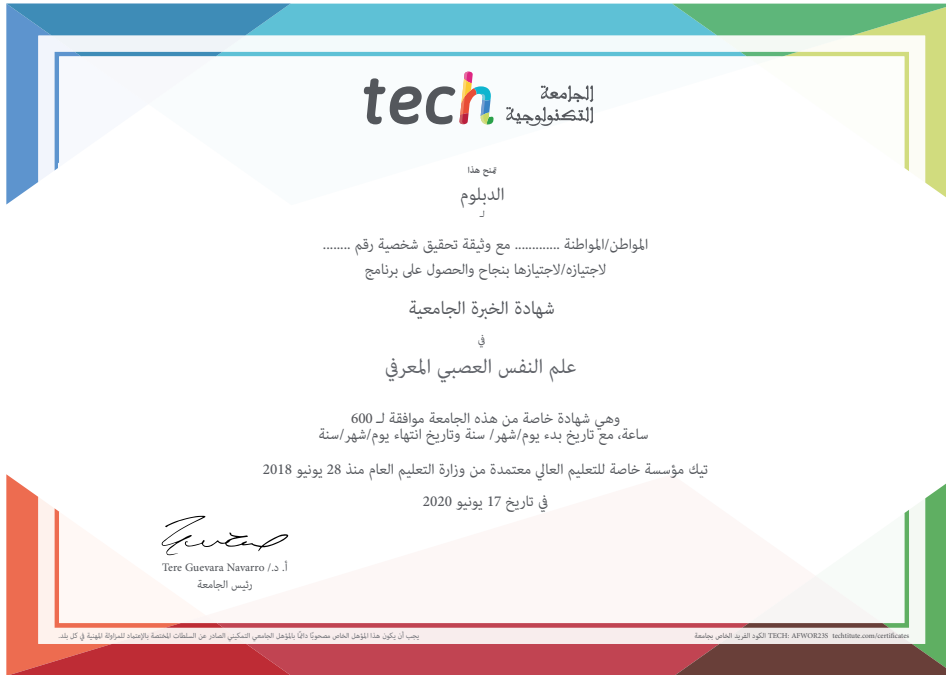 tech الجامعة
التكنولوجية
تمنح هذا
الدبلوم
لـ
المواطن/المواطنة ............. مع وثيقة تحقيق شخصية رقم ........
لاجتيازه/لاجتيازها بنجاح والحصول على برنامج
شهادة الخبرة الجامعية
في
علم النفس العصبي المعرفي
وهي شهادة خاصة من هذه الجامعة موافقة لـ 600
ساعة، مع تاريخ بدء يوم/شهر/ سنة وتاريخ انتهاء يوم/شهر/سنة
تيك مؤسسة خاصة للتعليم العالي معتمدة من وزارة التعليم العام منذ 28 يونيو 2018
في تاريخ 17 يونيو 2020
أ. د./ Tere Guevara Navarro
رئيس الجامعة
يجب أن يكون هذا المؤهل الخاص مصحوبًا دائمًا بالمؤهل الجامعي التمكيني الصادر عن السلطات المختصة بالإعتماد للمزاولة المهنية في كل بلد.
الكود الفريد الخاص بجامعة TECH: AFWOR23S techtitute.com/certificates